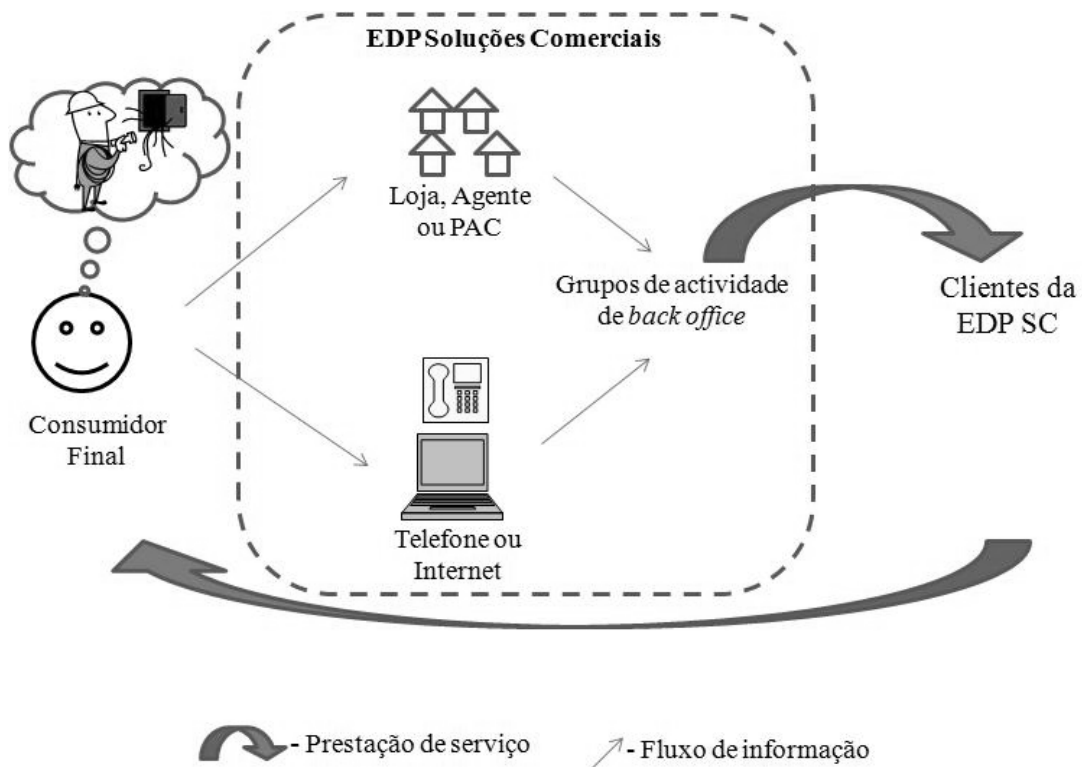 EDP Soluções Comerciais
Loja, Agente
ou PAC
Grupos de actividade
de back office
Clientes da
EDP SC
Consumidor
Final
Telefone ou
Internet
- Prestação de serviço
- Fluxo de informação